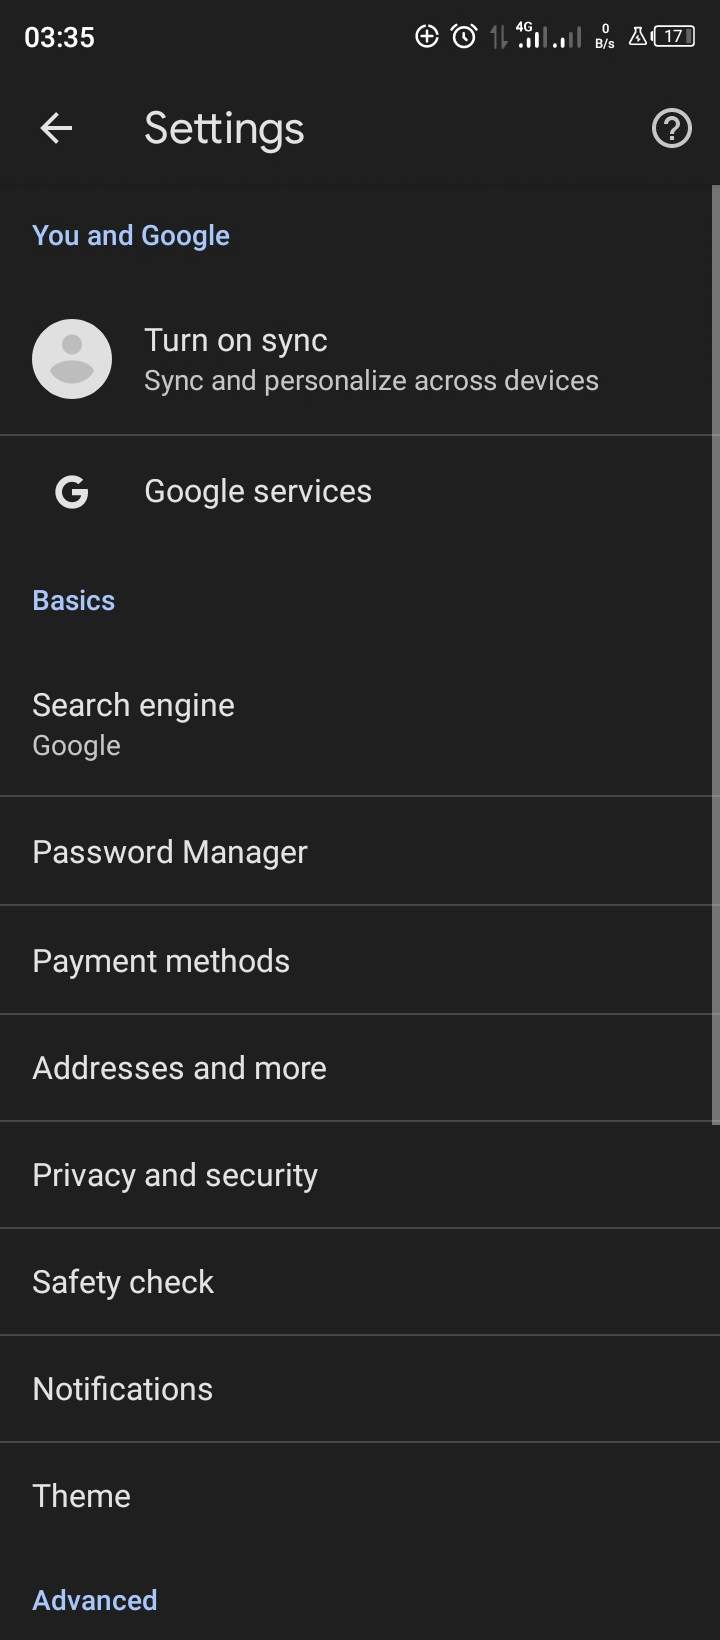 03:35
4G
0
B/s
17
Settings
You and Google
Turn on sync
Sync and personalize across devices
G Google services
Basics
Search engine
Google
Password Manager
Payment methods
Addresses and more
Privacy and security
Safety check
Notifications
Theme
Advanced